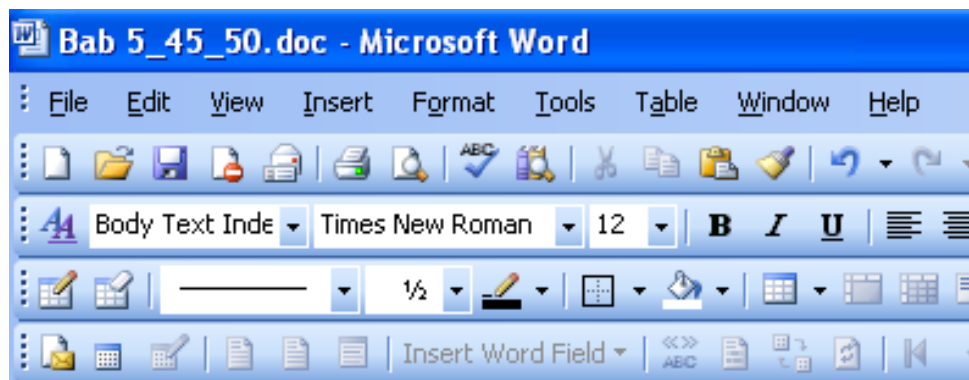 Bab 5_45_50.doc - Microsoft Word
File Edit View Insert Format Tools Table Window Help
ABC
Body Text Inde Times New Roman 12 B I U
½
Insert Word Field «» ABC